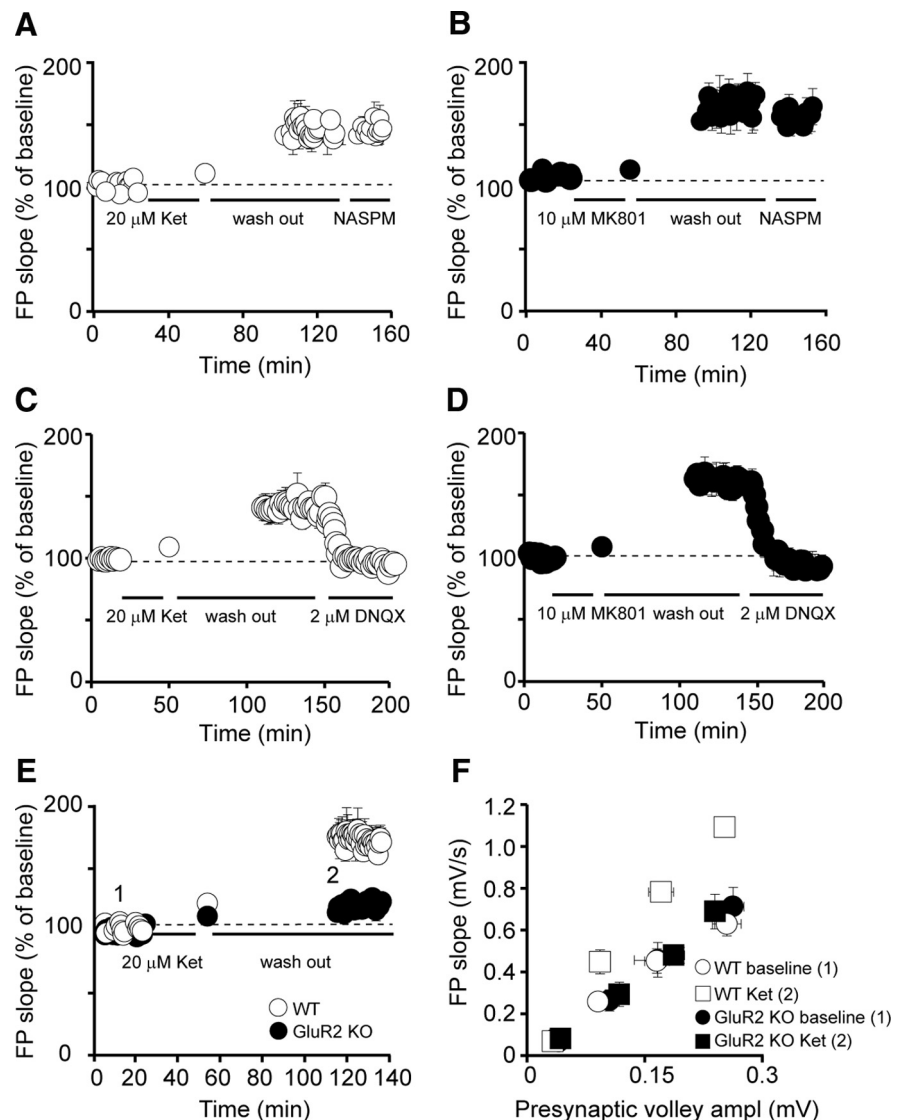 A
FP slope (% of baseline)
200
100
0
20 μM Ket
wash out
NASPM
0 40 80 120 160
Time (min)
B
FP slope (% of baseline)
200
100
0
10 μM MK801
wash out
NASPM
0 40 80 120 160
Time (min)
C
FP slope (% of baseline)
200
100
0
20 μM Ket
wash out
2 μM DNQX
0 50 100 150 200
Time (min)
D
FP slope (% of baseline)
200
100
0
10 μM MK801
wash out
2 μM DNQX
0 50 100 150 200
Time (min)
E
FP slope (% of baseline)
200
100
0
1
2
20 μM Ket
wash out
WT
GluR2 KO
0 20 40 60 80 100 120 140
Time (min)
F
FP slope (mV/s)
1.2
1.0
0.8
0.6
0.4
0.2
0
WT baseline (1)
WT Ket (2)
GluR2 KO baseline (1)
GluR2 KO Ket (2)
0 0.15 0.3
Presynaptic volley ampl (mV)